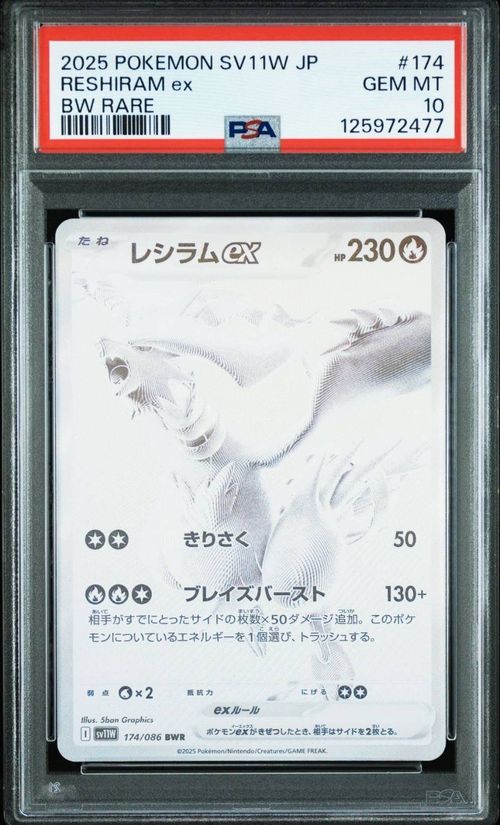 2025 POKEMON SV11W JP #174
RESHIRAM ex GEM MT
BW RARE 10
PSA 125972477
たね
レシラムex HP 230
きりさく 50
ブレイズバースト 130+
相手がすでにとったサイドの枚数×50ダメージ追加。このポケ
モンについているエネルギーを1個選び、トラッシュする。
弱点 ×2 抵抗力 にげる
exルール
ポケモンexがきぜつしたとき、相手はサイドを2枚とる。
Illus. 5ban Graphics
I SV11W 174/086 BWR
©2025 Pokémon/Nintendo/Creatures/GAME FREAK.
PSA